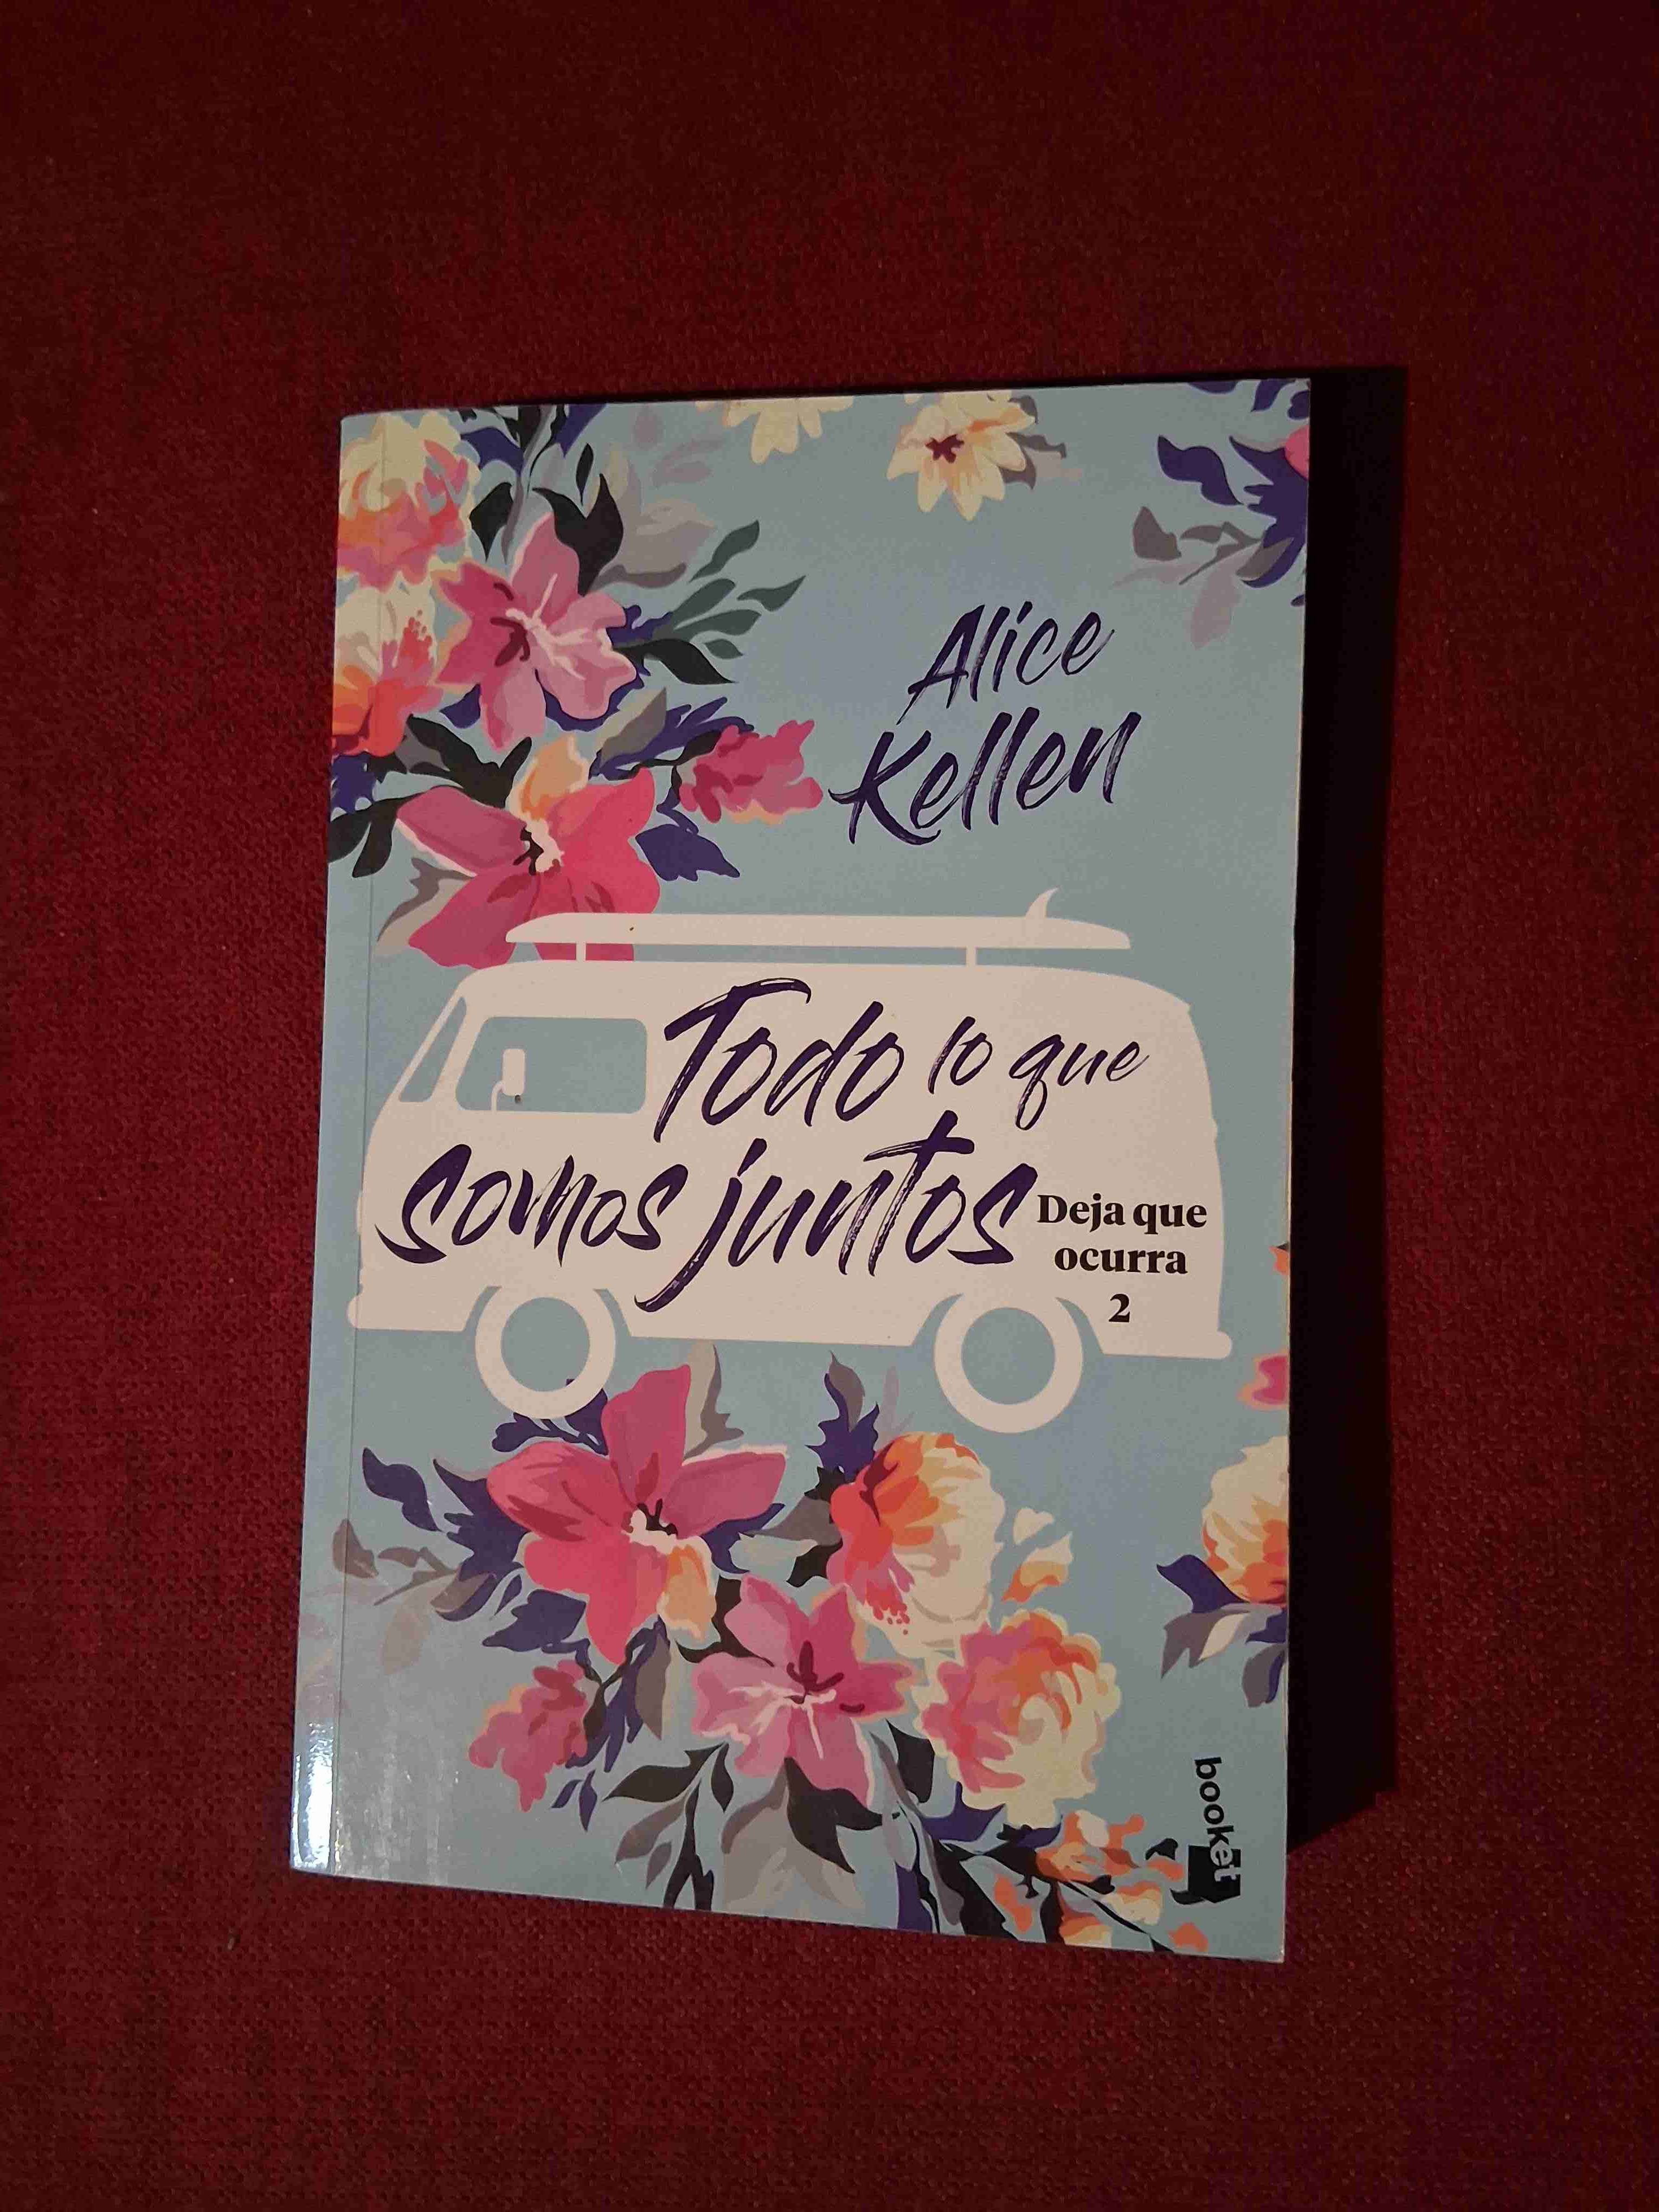 Alice
Kellen
Todo lo que
somos juntos
Deja que
ocurra
2
booket